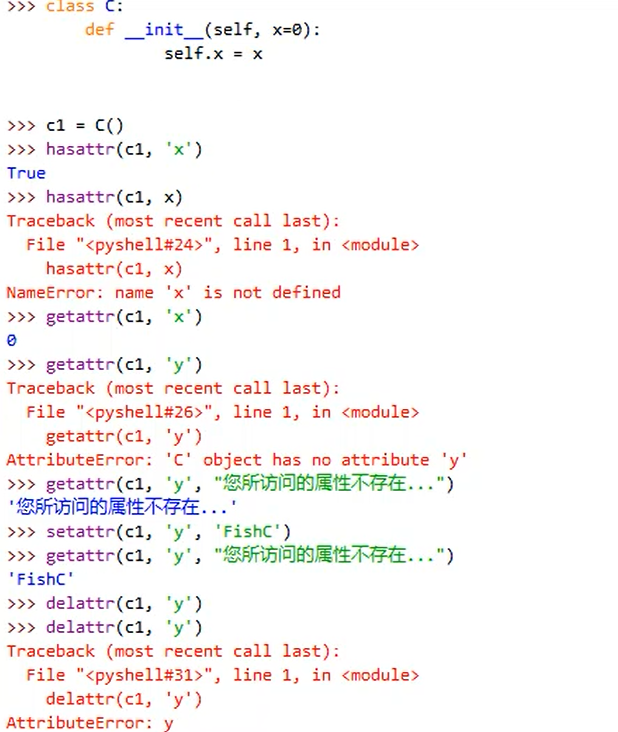 >>> class C:
        def __init__(self, x=0):
                self.x = x
>>> c1 = C()
>>> hasattr(c1, 'x')
True
>>> hasattr(c1, x)
Traceback (most recent call last):
  File "<pyshell#24>", line 1, in <module>
    hasattr(c1, x)
NameError: name 'x' is not defined
>>> getattr(c1, 'x')
0
>>> getattr(c1, 'y')
Traceback (most recent call last):
  File "<pyshell#26>", line 1, in <module>
    getattr(c1, 'y')
AttributeError: 'C' object has no attribute 'y'
>>> getattr(c1, 'y', "您所访问的属性不存在...")
'您所访问的属性不存在...'
>>> setattr(c1, 'y', 'FishC')
>>> getattr(c1, 'y', "您所访问的属性不存在...")
'FishC'
>>> delattr(c1, 'y')
>>> delattr(c1, 'y')
Traceback (most recent call last):
  File "<pyshell#31>", line 1, in <module>
    delattr(c1, 'y')
AttributeError: y